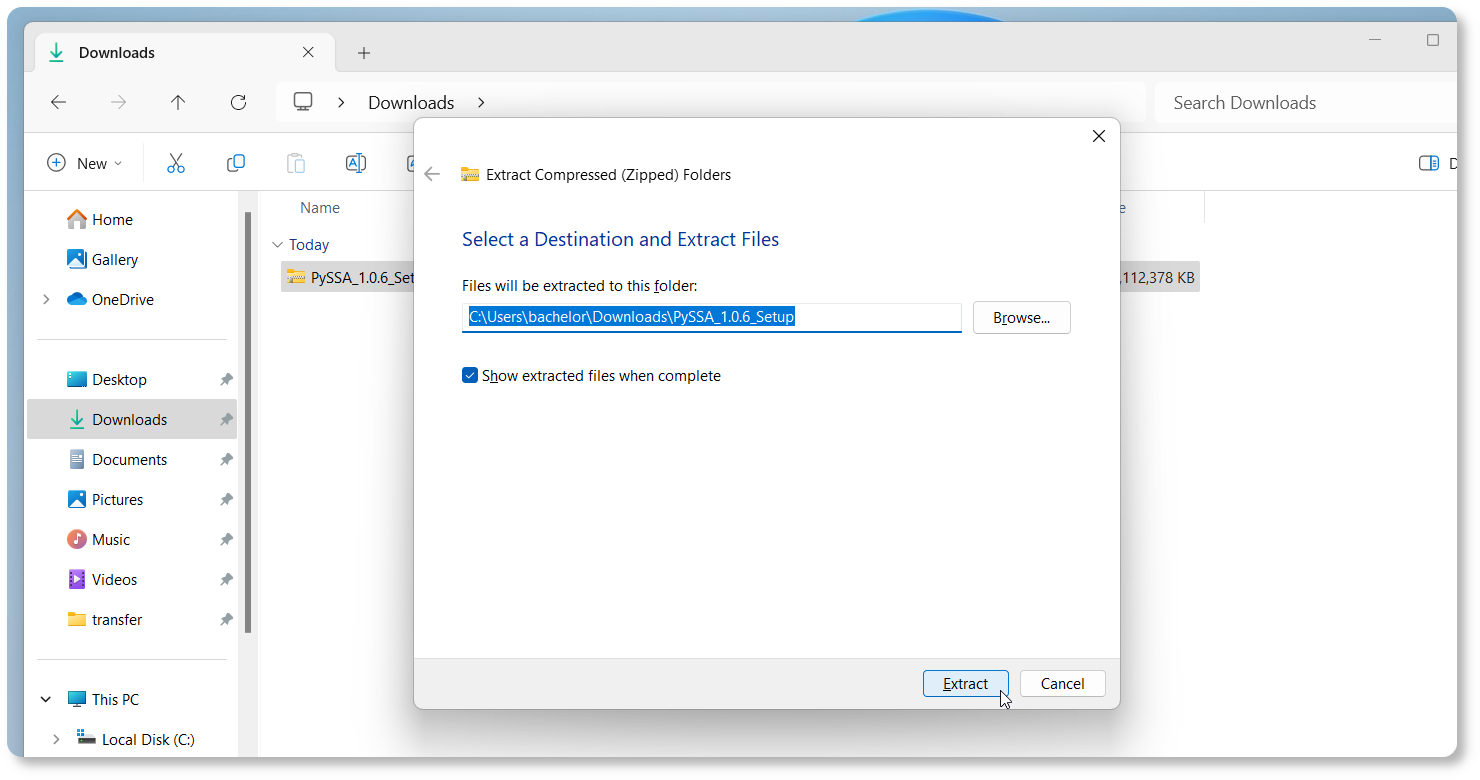 Downloads
Downloads
Search Downloads
New
Extract Compressed (Zipped) Folders
Name
Select a Destination and Extract Files
Today
Files will be extracted to this folder:
PySSA_1.0.6_Set
112,378 KB
C:\Users\bachelor\Downloads\PySSA_1.0.6_Setup
Browse...
Show extracted files when complete
Home
Gallery
OneDrive
Desktop
Downloads
Documents
Pictures
Music
Videos
transfer
This PC
Local Disk (C:)
Extract
Cancel